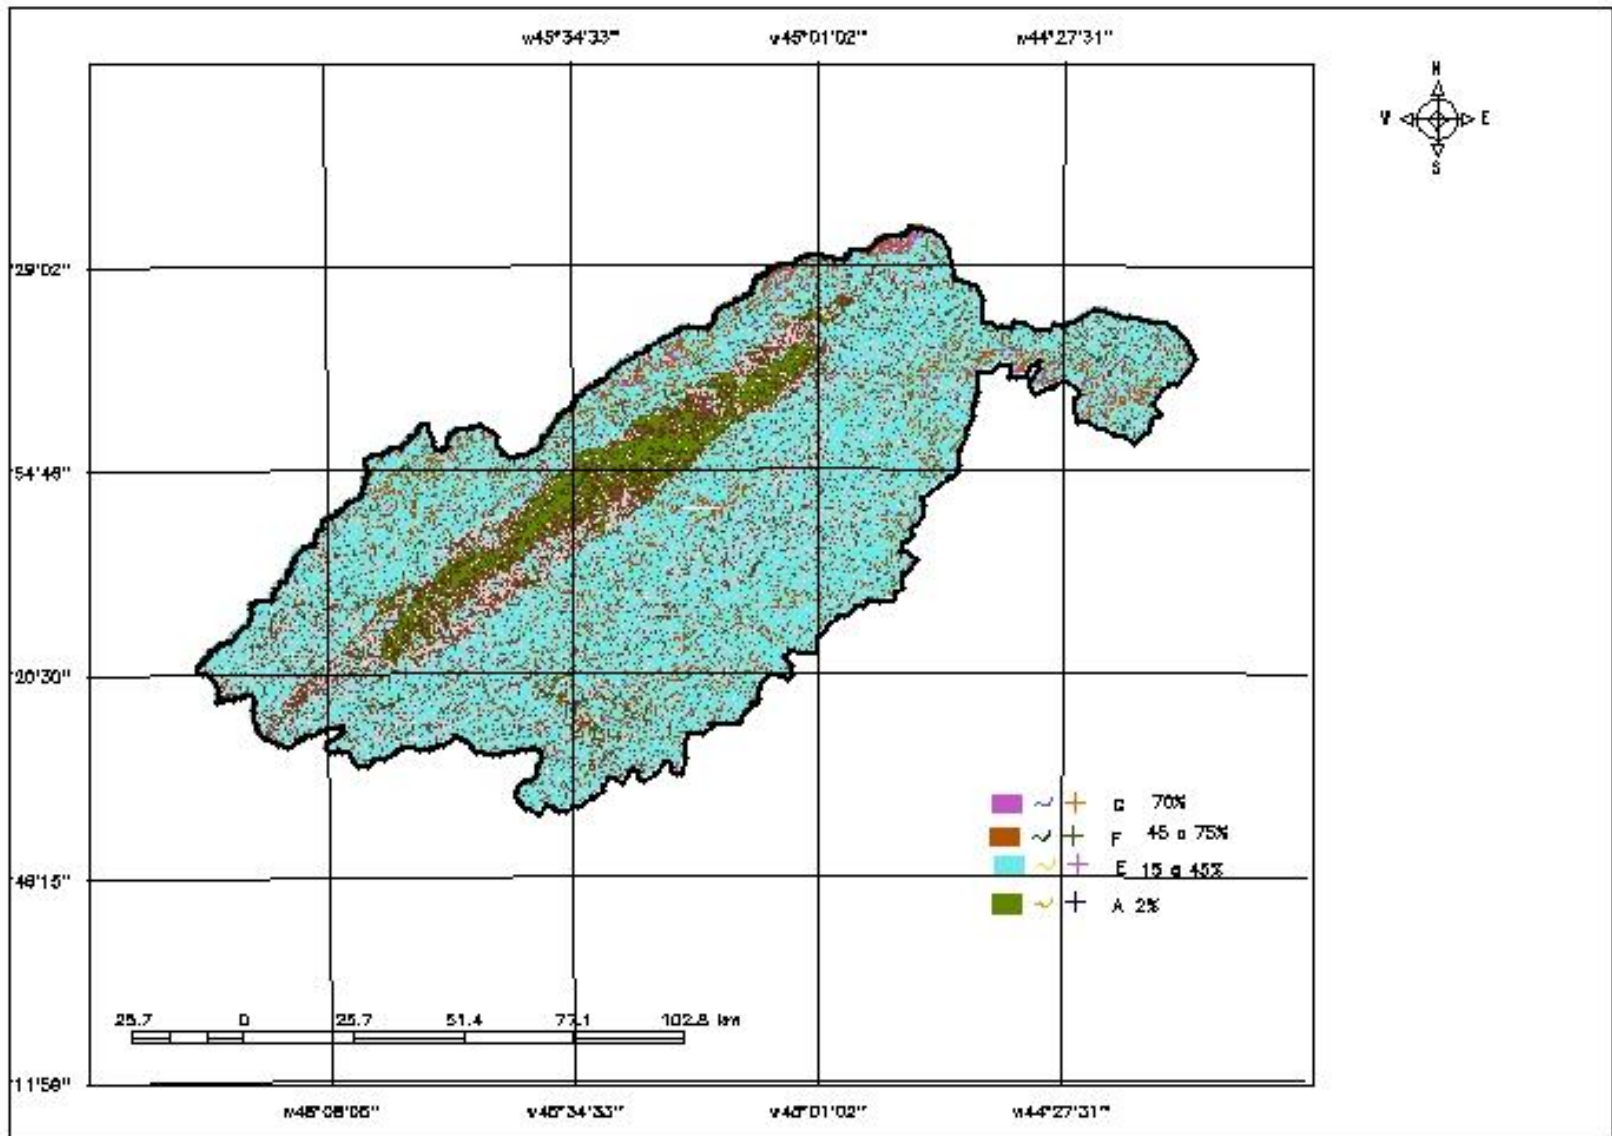 w45°34'33" w45°01'02" w44°27'31"
N
W E
S
'29'02"
'54'46"
'20'30"
G 70%
F 45 a 75%
E 15 a 45%
'46'15"
A 2%
25.7 0 25.7 51.4 77.1 102.8 km
'11'58"
w46°08'05" w45°34'33" w45°01'02" w44°27'31"